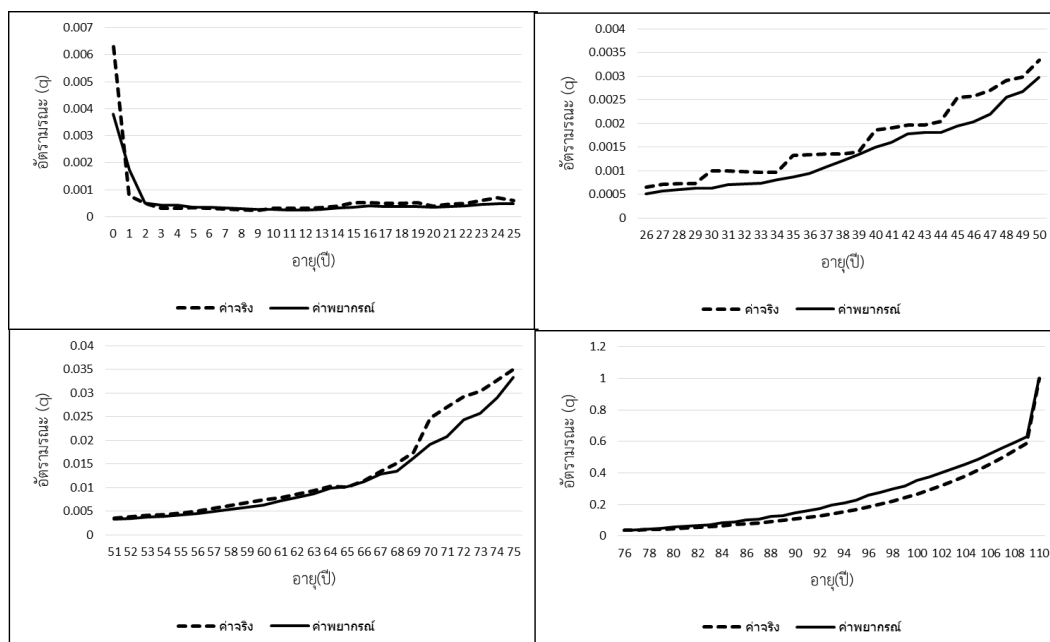 0.007
0.006
0.005
0.004
0.003
0.002
0.001
0
อัตรามรณะ (q)
0 1 2 3 4 5 6 7 8 9 10 11 12 13 14 15 16 17 18 19 20 21 22 23 24 25
อายุ(ปี)
ค่าจริง ค่าพยากรณ์
0.004
0.0035
0.003
0.0025
0.002
0.0015
0.001
0.0005
0
อัตรามรณะ (q)
26 27 28 29 30 31 32 33 34 35 36 37 38 39 40 41 42 43 44 45 46 47 48 49 50
อายุ(ปี)
ค่าจริง ค่าพยากรณ์
0.04
0.035
0.03
0.025
0.02
0.015
0.01
0.005
0
อัตรามรณะ (q)
51 52 53 54 55 56 57 58 59 60 61 62 63 64 65 66 67 68 69 70 71 72 73 74 75
อายุ(ปี)
ค่าจริง ค่าพยากรณ์
1.2
1
0.8
0.6
0.4
0.2
0
อัตรามรณะ (q)
76 78 80 82 84 86 88 90 92 94 96 98 100 102 104 106 108 110
อายุ(ปี)
ค่าจริง ค่าพยากรณ์